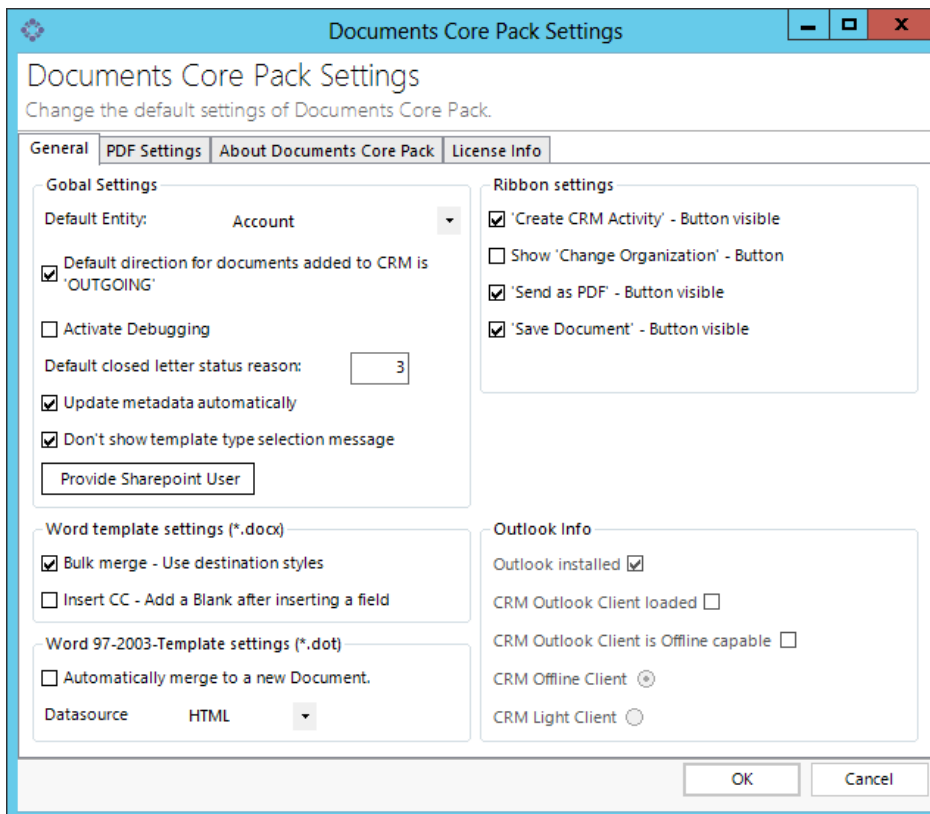 Documents Core Pack Settings
x
Documents Core Pack Settings
Change the default settings of Documents Core Pack.
General
PDF Settings
About Documents Core Pack
License Info
Gobal Settings
Default Entity:
Account
Default direction for documents added to CRM is
'OUTGOING'
Activate Debugging
Default closed letter status reason:
3
Update metadata automatically
Don't show template type selection message
Provide Sharepoint User
Ribbon settings
'Create CRM Activity' - Button visible
Show 'Change Organization' - Button
'Send as PDF' - Button visible
'Save Document' - Button visible
Word template settings (*.docx)
Bulk merge - Use destination styles
Insert CC - Add a Blank after inserting a field
Word 97-2003-Template settings (*.dot)
Automatically merge to a new Document.
Datasource
HTML
Outlook Info
Outlook installed
CRM Outlook Client loaded
CRM Outlook Client is Offline capable
CRM Offline Client
CRM Light Client
OK
Cancel